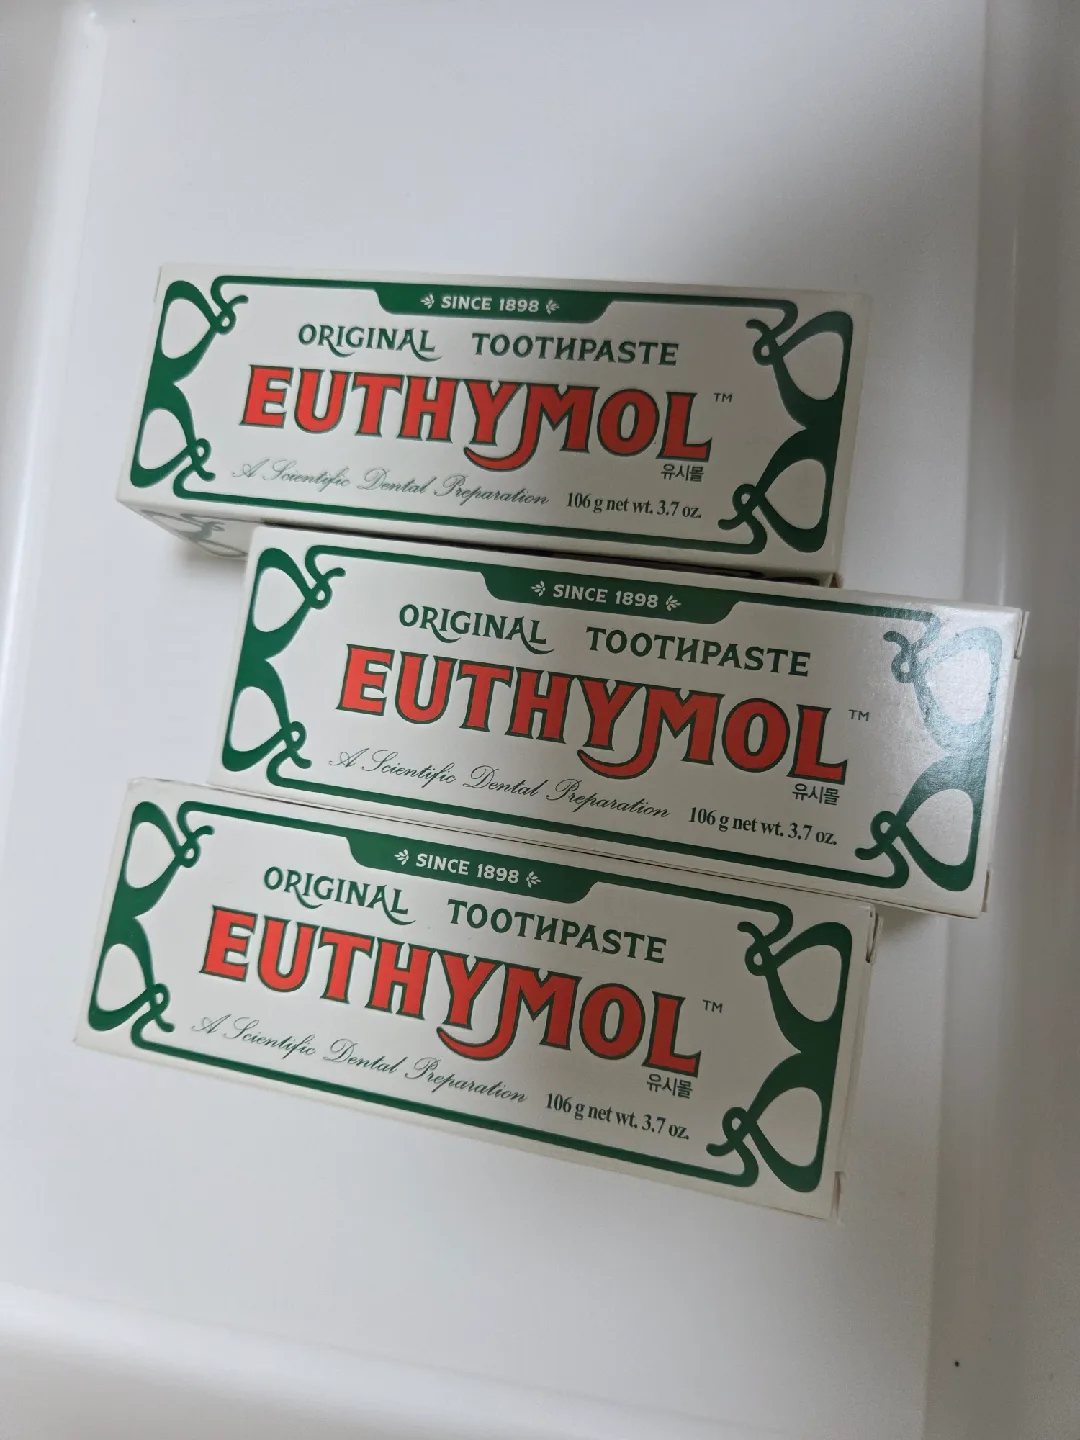 SINCE 1898
ORIGINAL TOOTHPASTE
EUTHYMOL™
유시몰
A Scientific Dental Preparation 106 g net wt. 3.7 oz.
SINCE 1898
ORIGINAL TOOTHPASTE
EUTHYMOL™
유시몰
A Scientific Dental Preparation 106 g net wt. 3.7 oz.
SINCE 1898
ORIGINAL TOOTHPASTE
EUTHYMOL™
유시몰
A Scientific Dental Preparation 106 g net wt. 3.7 oz.